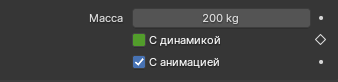 Масса 200 kg
С динамикой
С анимацией